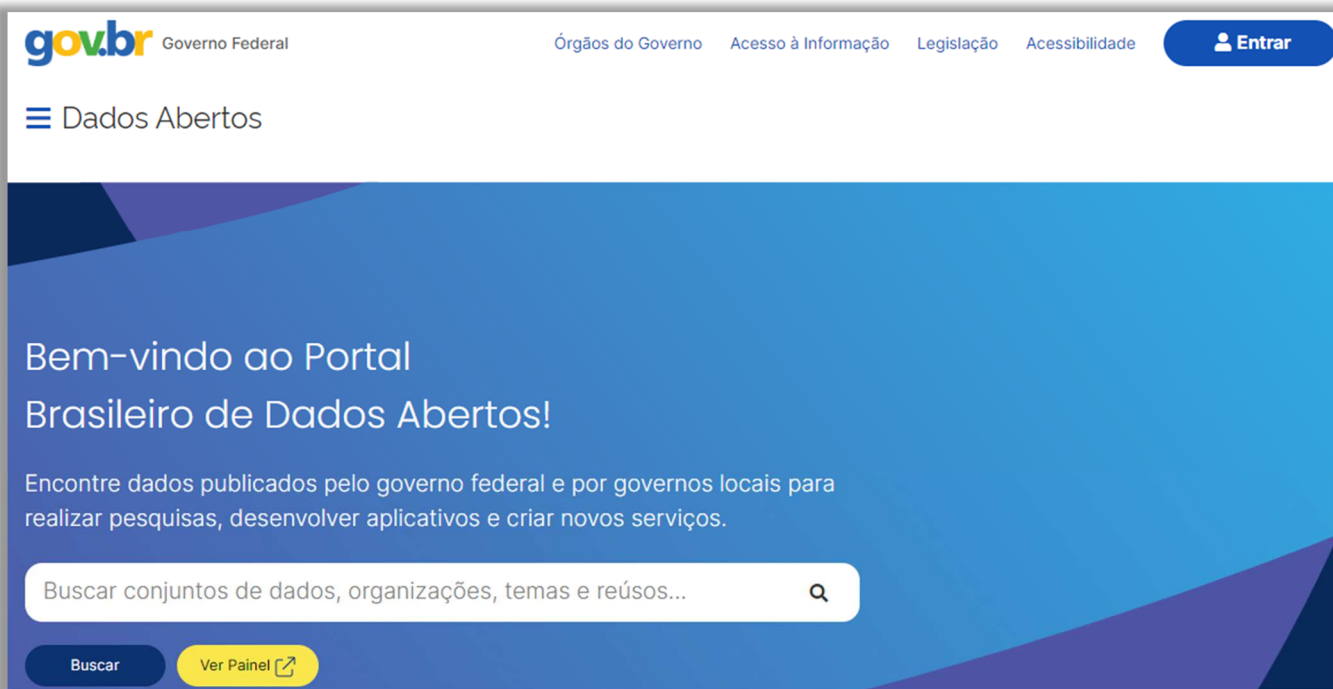 gov.br Governo Federal Órgãos do Governo Acesso à Informação Legislação Acessibilidade Entrar
Dados Abertos
Bem-vindo ao Portal
Brasileiro de Dados Abertos!
Encontre dados publicados pelo governo federal e por governos locais para
realizar pesquisas, desenvolver aplicativos e criar novos serviços.
Buscar conjuntos de dados, organizações, temas e reúsos...
Buscar Ver Painel